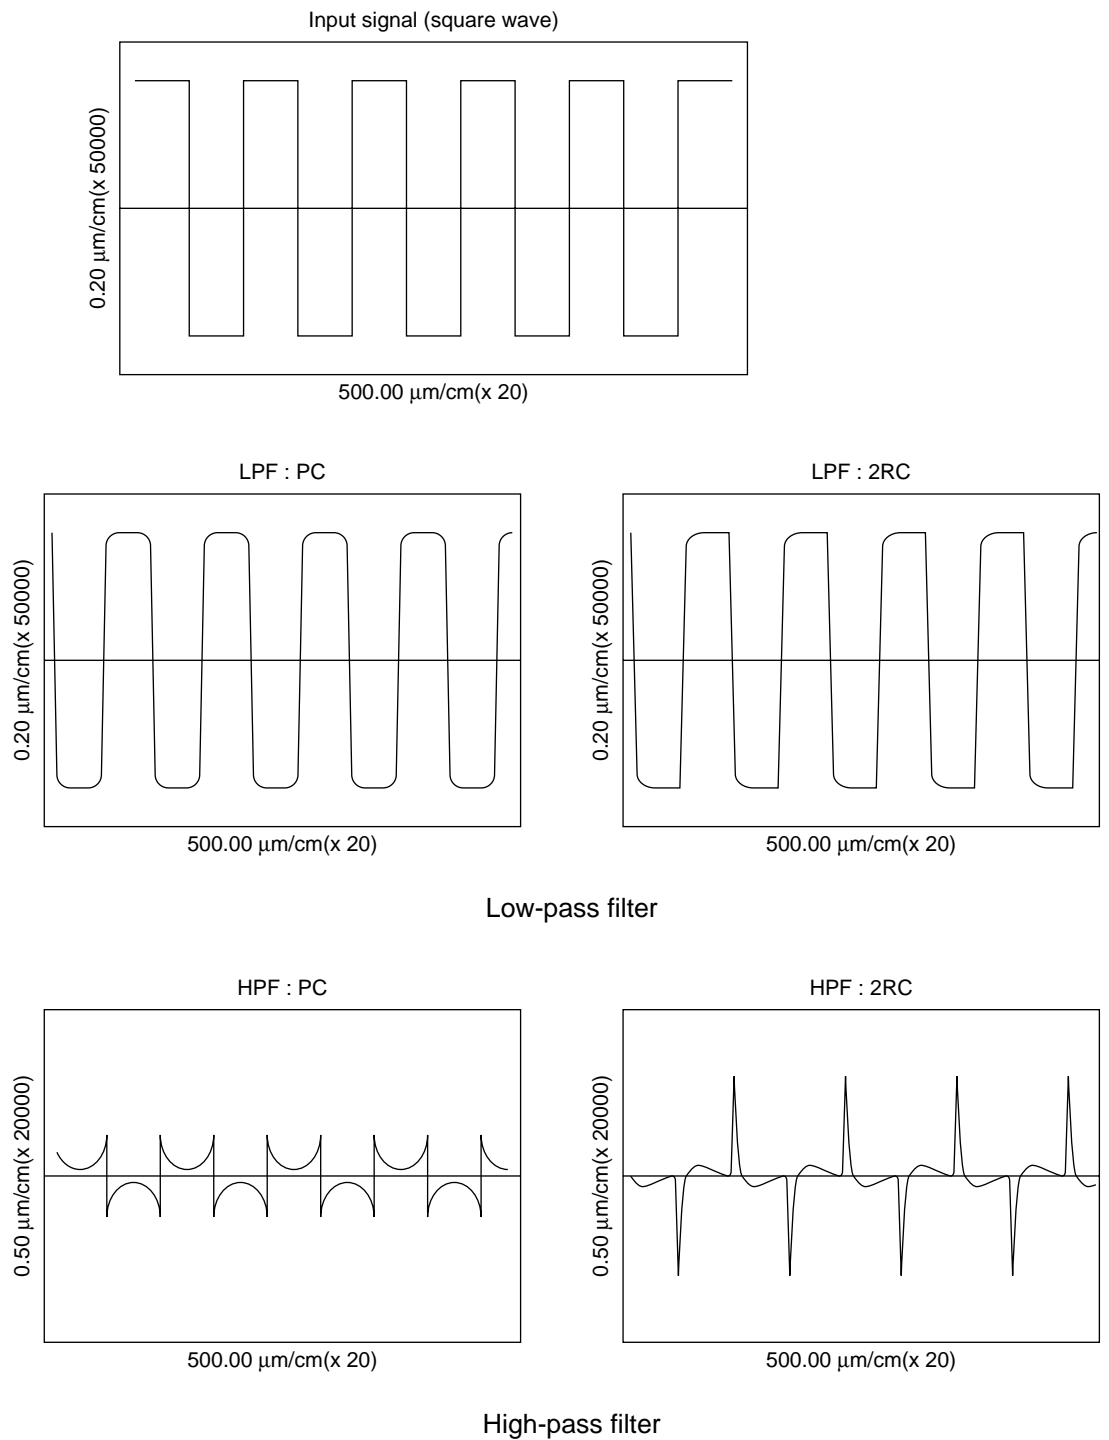 Input signal (square wave)
0.20 μm/cm(x 50000)
500.00 μm/cm(x 20)
LPF : PC
0.20 μm/cm(x 50000)
500.00 μm/cm(x 20)
LPF : 2RC
0.20 μm/cm(x 50000)
500.00 μm/cm(x 20)
Low-pass filter
HPF : PC
0.50 μm/cm(x 20000)
500.00 μm/cm(x 20)
HPF : 2RC
0.50 μm/cm(x 20000)
500.00 μm/cm(x 20)
High-pass filter